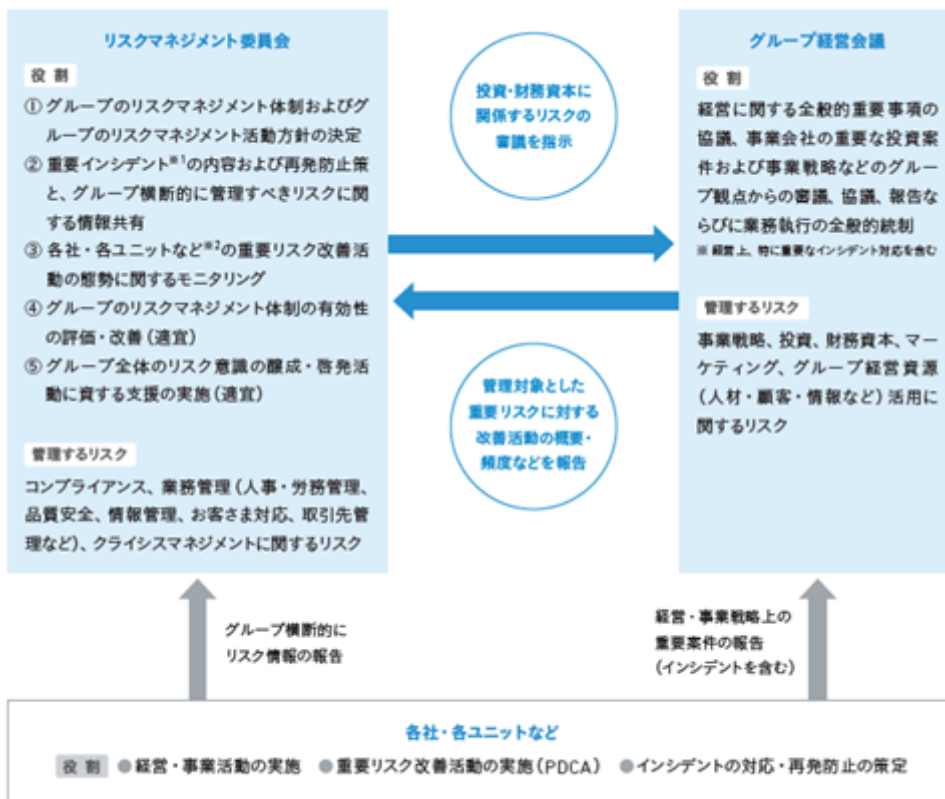 リスクマネジメント委員会
役 割
① グループのリスクマネジメント体制およびグ
ループのリスクマネジメント活動方針の決定
② 重要インシデント※1の内容および再発防止策
と、グループ横断的に管理すべきリスクに関
する情報共有
③ 各社・各ユニットなど※2の重要リスク改善活
動の態勢に関するモニタリング
④ グループのリスクマネジメント体制の有効性
の評価・改善（適宜）
⑤ グループ全体のリスク意識の醸成・啓発活
動に資する支援の実施（適宜）
管理するリスク
コンプライアンス、業務管理（人事・労務管理、
品質安全、情報管理、お客さま対応、取引先管
理など）、クライシスマネジメントに関するリスク
投資・財務資本に
関係するリスクの
審議を指示
管理対象とした
重要リスクに対する
改善活動の概要・
頻度などを報告
グループ経営会議
役 割
経営に関する全般的重要事項の
協議、事業会社の重要な投資案
件および事業戦略などのグルー
プ観点からの審議、協議、報告な
らびに業務執行の全般的統制
※ 経営上、特に重要なインシデント対応を含む
管理するリスク
事業戦略、投資、財務資本、マー
ケティング、グループ経営資源
（人材・顧客・情報など）活用に
関するリスク
グループ横断的に
リスク情報の報告
経営・事業戦略上の
重要案件の報告
（インシデントを含む）
各社・各ユニットなど
役 割 ●経営・事業活動の実施 ●重要リスク改善活動の実施（PDCA） ●インシデントの対応・再発防止の策定